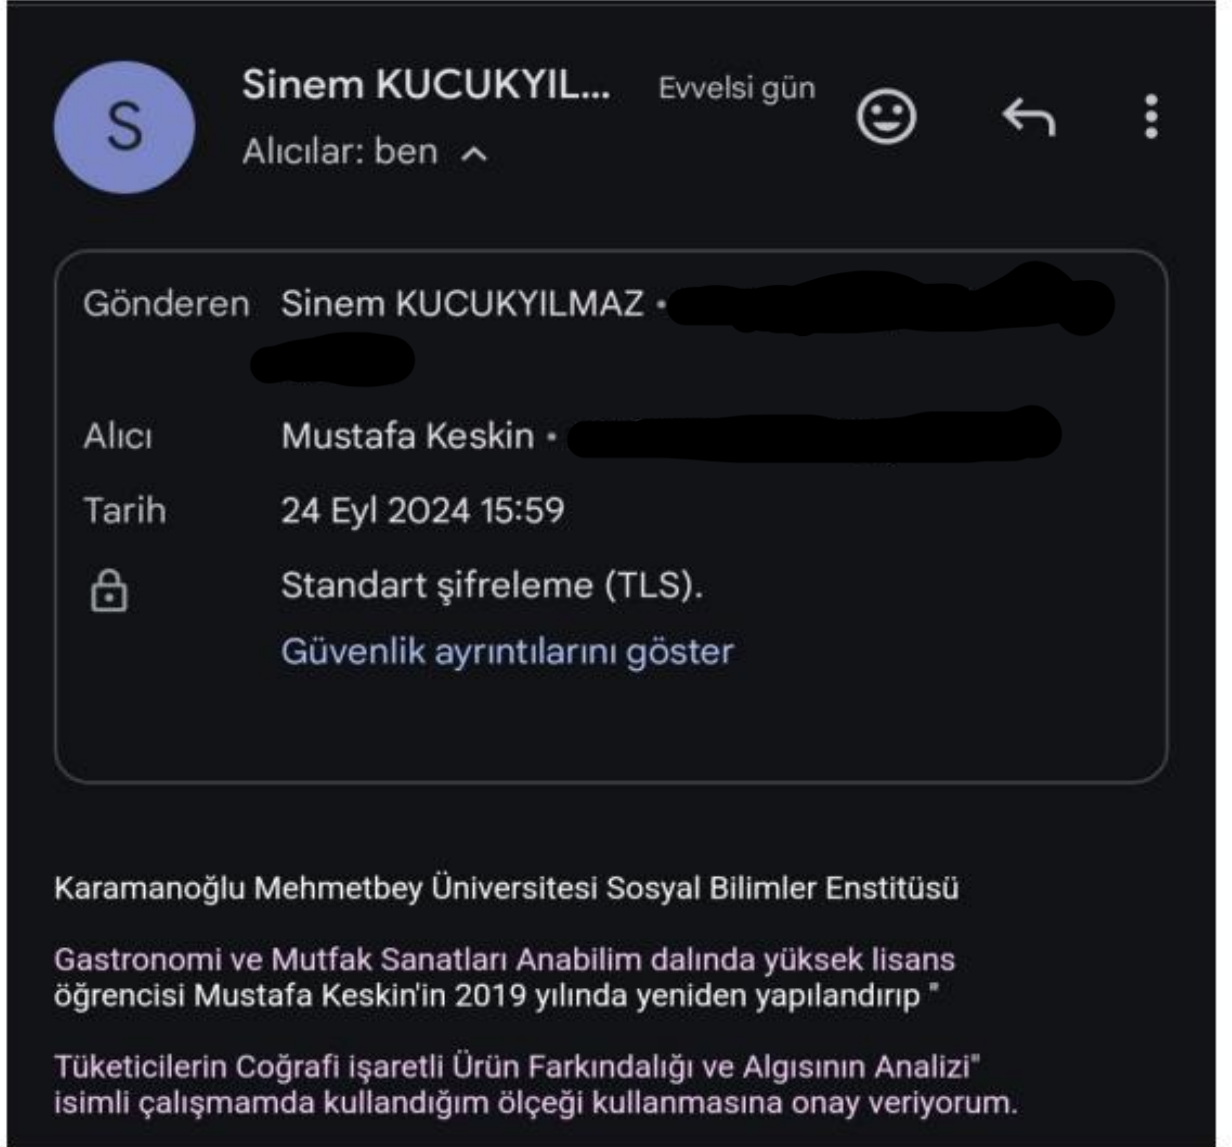 S
Sinem KUCUKYIL... Evvelsi gün
Alıcılar: ben
Gönderen Sinem KUCUKYILMAZ •
Alıcı Mustafa Keskin •
Tarih 24 Eyl 2024 15:59
Standart şifreleme (TLS).
Güvenlik ayrıntılarını göster
Karamanoğlu Mehmetbey Üniversitesi Sosyal Bilimler Enstitüsü
Gastronomi ve Mutfak Sanatları Anabilim dalında yüksek lisans
öğrencisi Mustafa Keskin'in 2019 yılında yeniden yapılandırıp "
Tüketicilerin Coğrafi işaretli Ürün Farkındalığı ve Algısının Analizi"
isimli çalışmamda kullandığım ölçeği kullanmasına onay veriyorum.